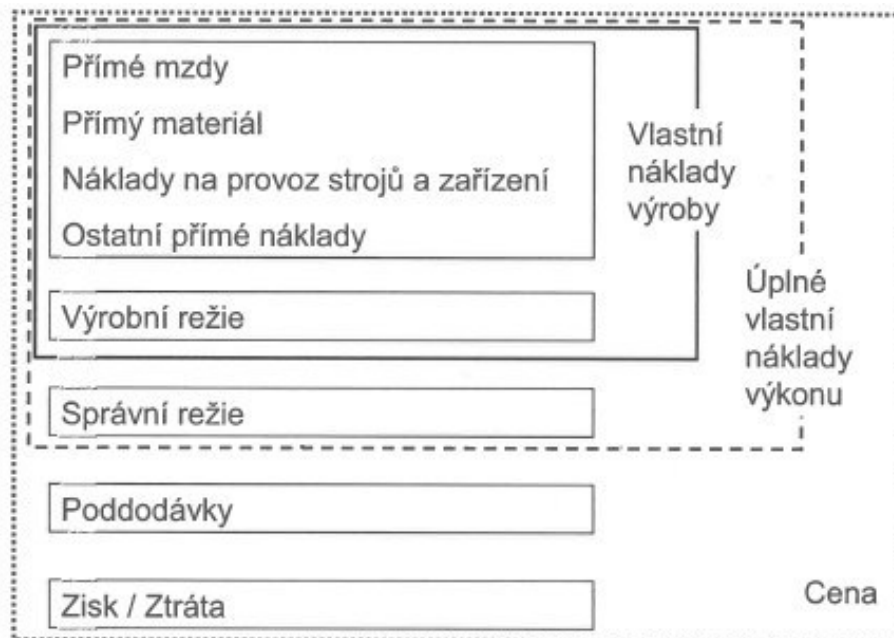 Přímé mzdy
Přímý materiál
Náklady na provoz strojů a zařízení
Ostatní přímé náklady
Vlastní
náklady
výroby
Výrobní režie
Úplné
vlastní
náklady
výkonu
Správní režie
Poddodávky
Zisk / Ztráta
Cena